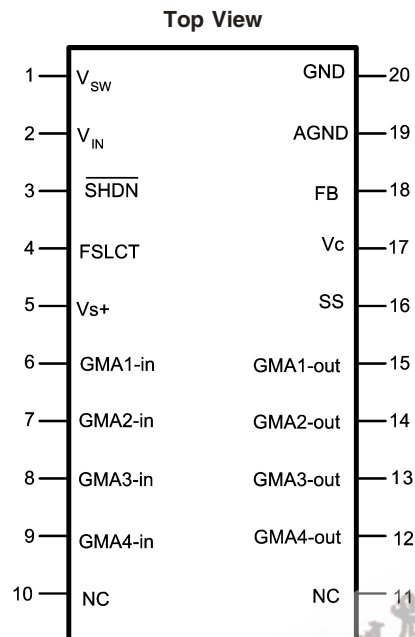 Top View
1 V_SW GND 20
2 V_IN AGND 19
3 S̅H̅D̅N̅ FB 18
4 FSLCT Vc 17
5 Vs+ SS 16
6 GMA1-in GMA1-out 15
7 GMA2-in GMA2-out 14
8 GMA3-in GMA3-out 13
9 GMA4-in GMA4-out 12
10 NC NC 11